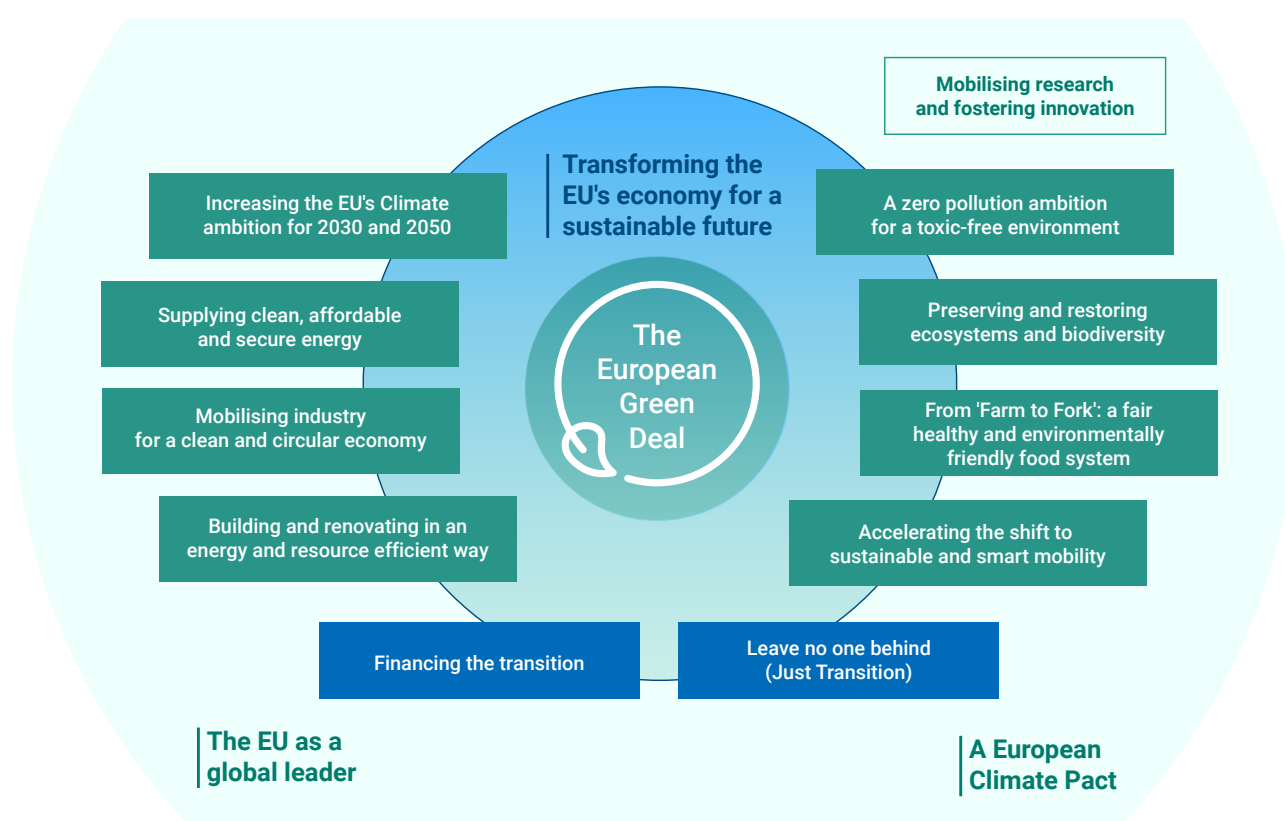 Mobilising research
and fostering innovation
Transforming the
EU's economy for a
sustainable future
Increasing the EU's Climate
ambition for 2030 and 2050
A zero pollution ambition
for a toxic-free environment
Supplying clean, affordable
and secure energy
Preserving and restoring
ecosystems and biodiversity
The
European
Green
Deal
Mobilising industry
for a clean and circular economy
From 'Farm to Fork': a fair
healthy and environmentally
friendly food system
Building and renovating in an
energy and resource efficient way
Accelerating the shift to
sustainable and smart mobility
Financing the transition
Leave no one behind
(Just Transition)
The EU as a
global leader
A European
Climate Pact